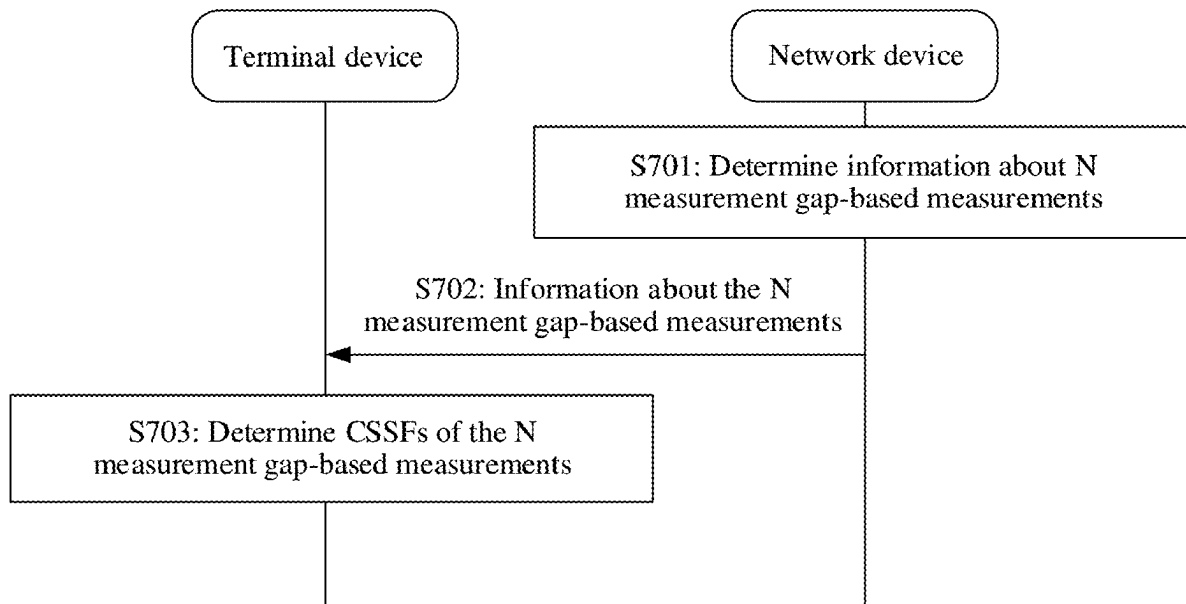 Terminal device
Network device
S701: Determine information about N
measurement gap-based measurements
S702: Information about the N
measurement gap-based measurements
S703: Determine CSSFs of the N
measurement gap-based measurements